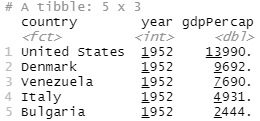 # A tibble: 5 x 3
country year gdpPercap
<fct> <int> <dbl>
1 United States 1952 13990.
2 Denmark 1952 9692.
3 Venezuela 1952 7690.
4 Italy 1952 4931.
5 Bulgaria 1952 2444.